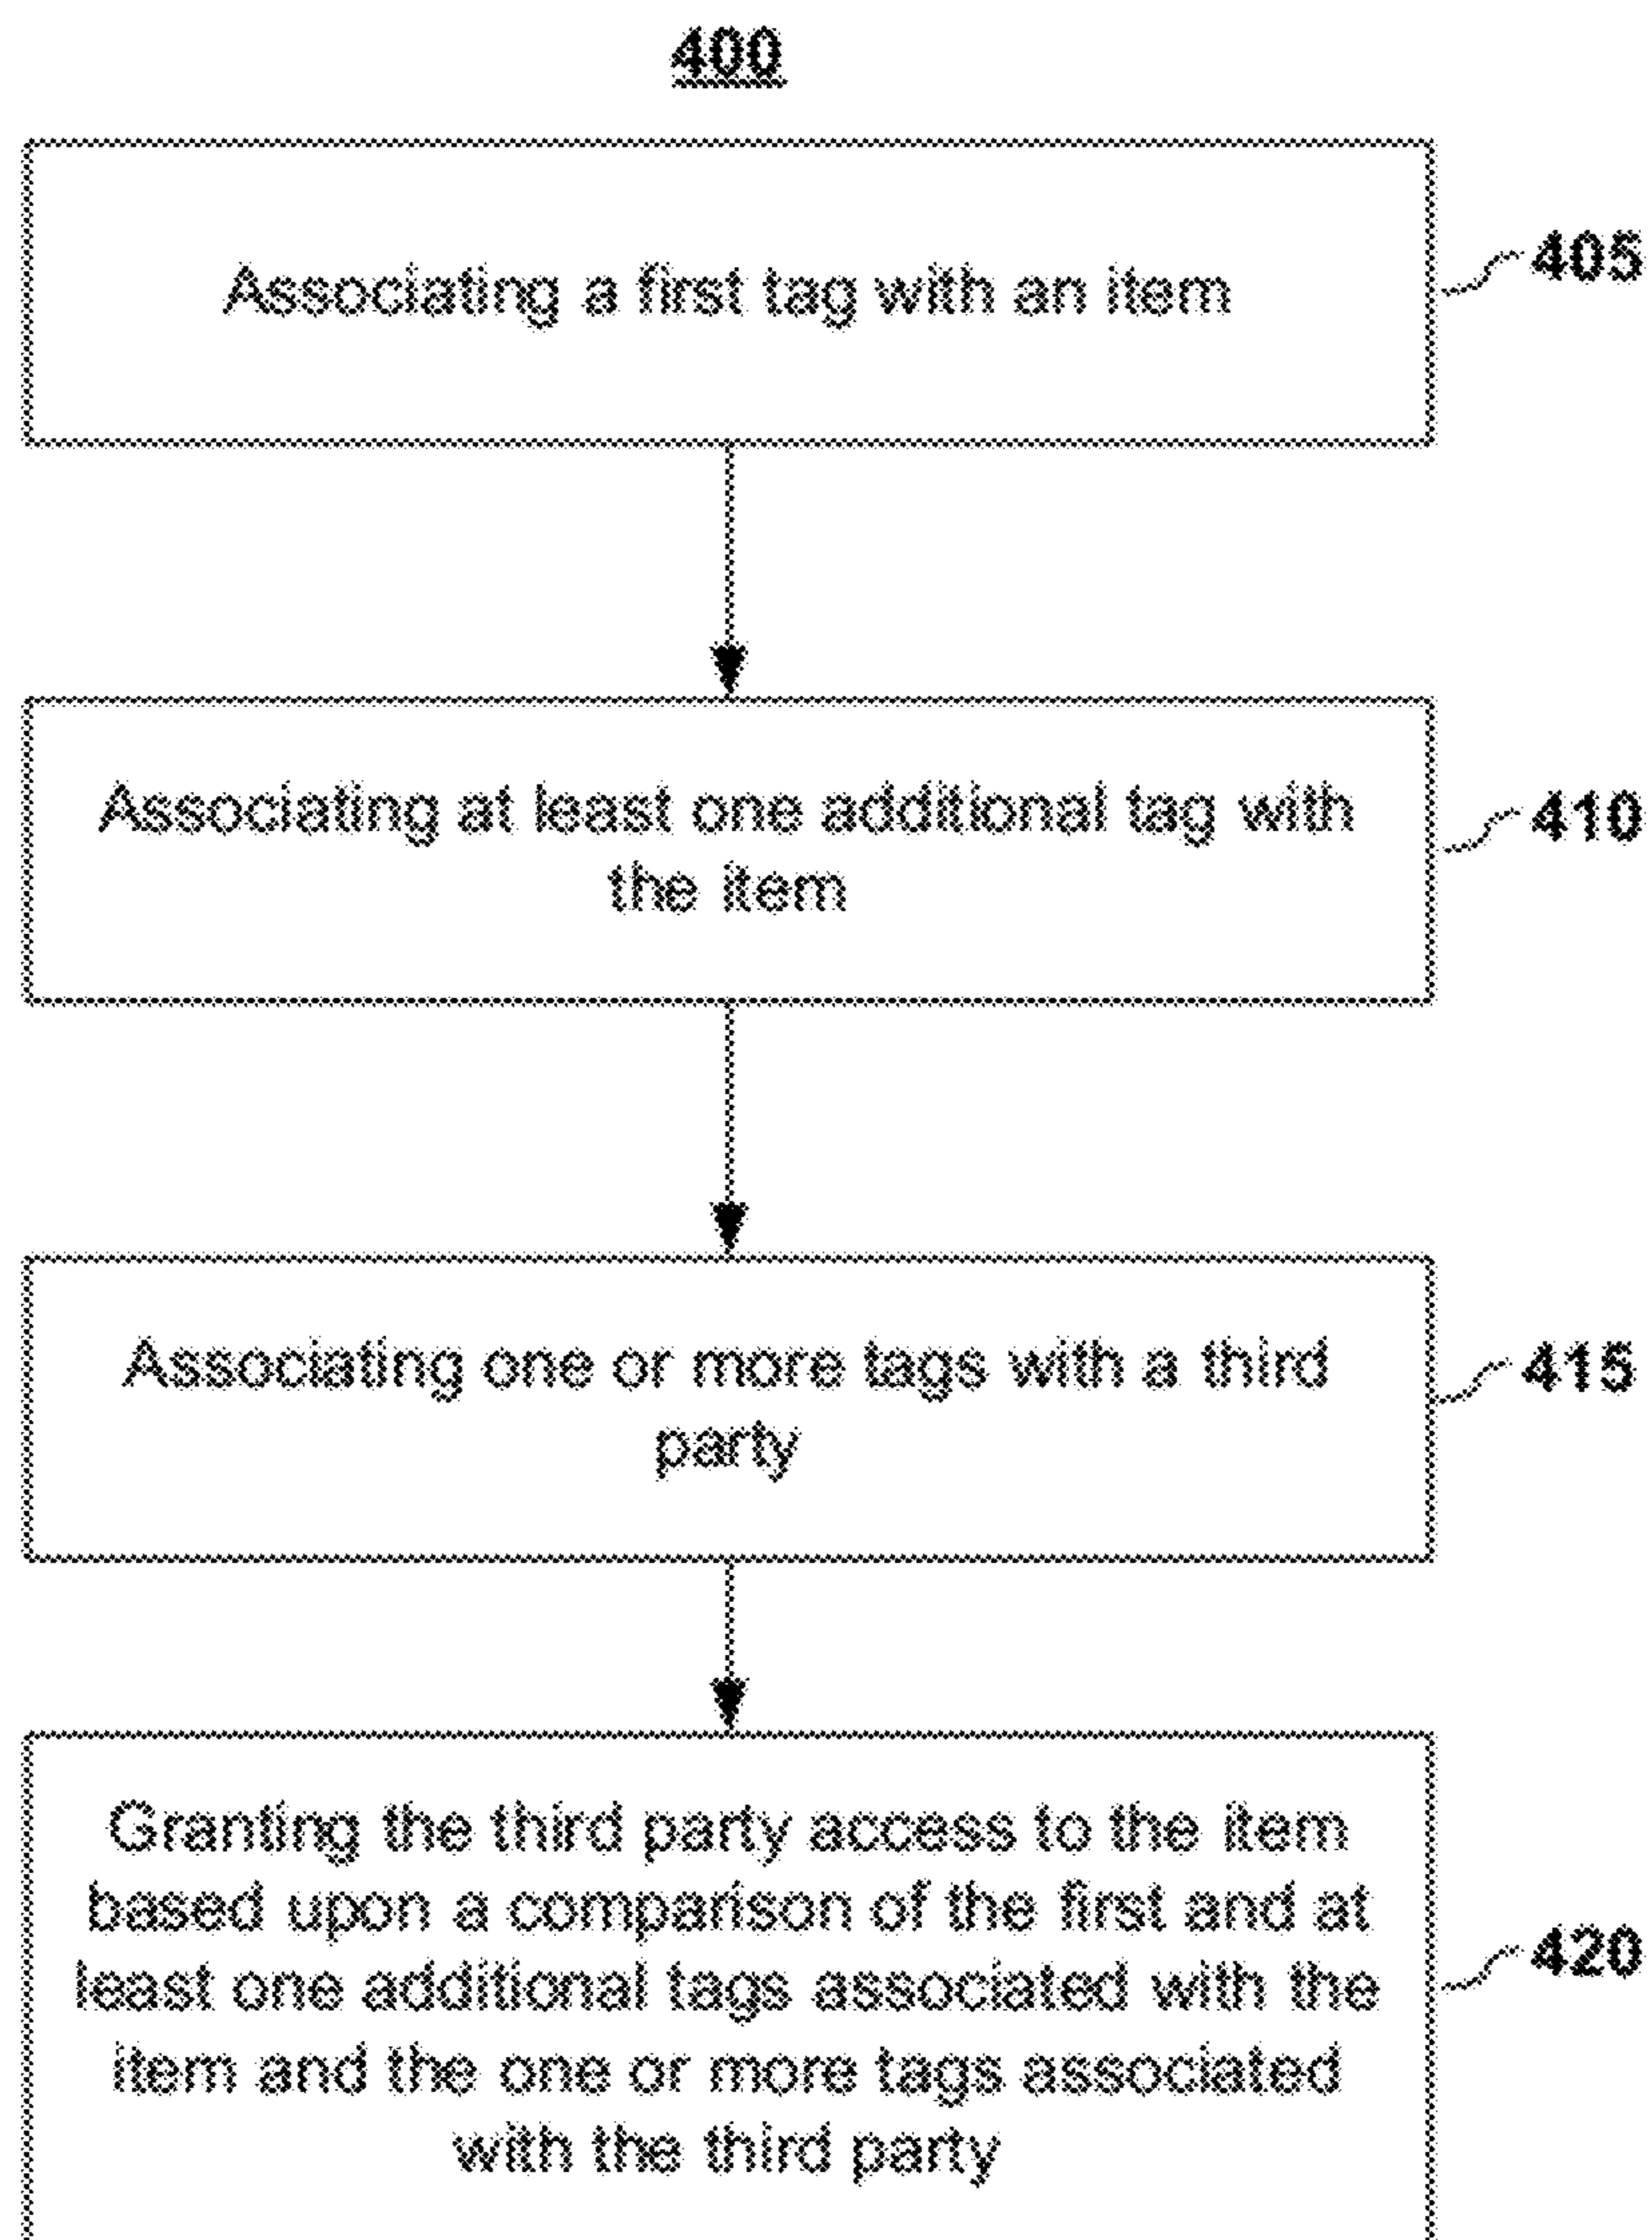 400
Associating a first tag with an item
405
Associating at least one additional tag with
the item
410
Associating one or more tags with a third
party
415
Granting the third party access to the item
based upon a comparison of the first and at
least one additional tags associated with the
item and the one or more tags associated
with the third party
420